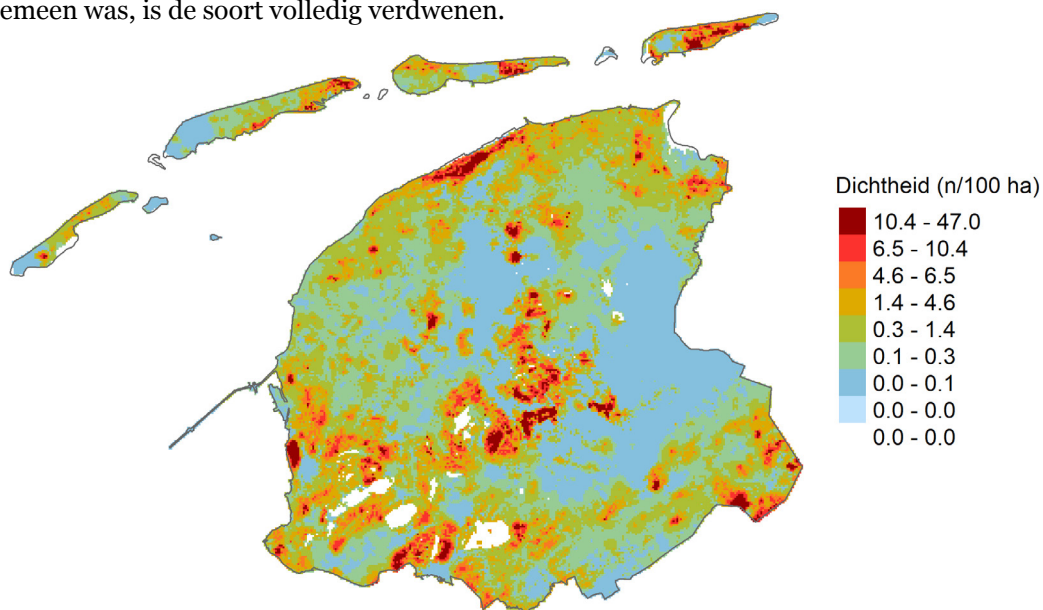 emeen was, is de soort volledig verdwenen.
Dichtheid (n/100 ha)
10.4 - 47.0
6.5 - 10.4
4.6 - 6.5
1.4 - 4.6
0.3 - 1.4
0.1 - 0.3
0.0 - 0.1
0.0 - 0.0
0.0 - 0.0